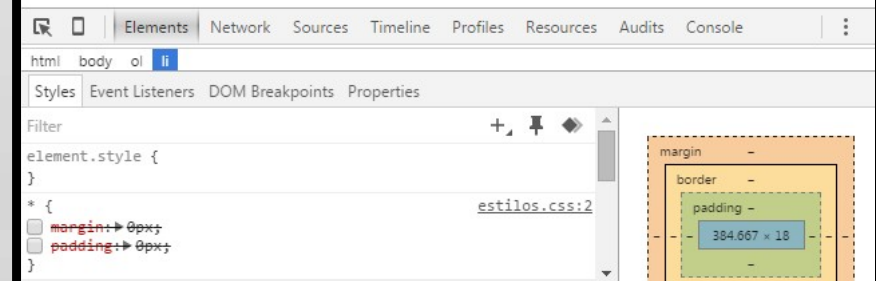 Elements Network Sources Timeline Profiles Resources Audits Console
html body ol li
Styles Event Listeners DOM Breakpoints Properties
Filter
element.style {
}
* { estilos.css:2
margin: 0px;
padding: 0px;
}
margin -
border -
padding -
- - - 384.667 × 18 - - -
-